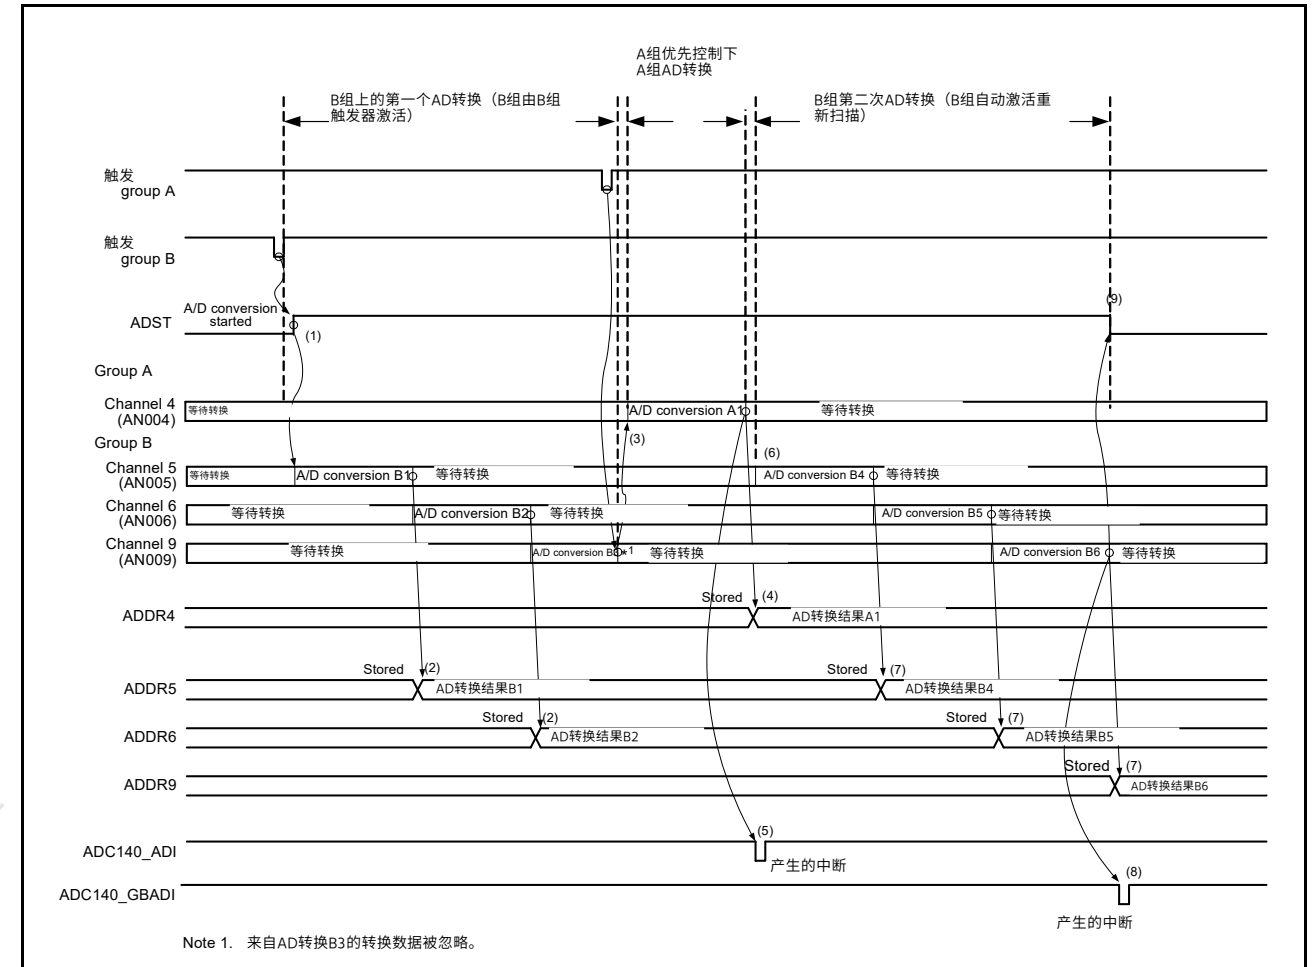 A组优先控制下
A组AD转换
B组上的第一个AD转换（B组由B组
触发器激活）
B组第二次AD转换（B组自动激活重
新扫描）
触发
group A
触发
group B
A/D conversion
started
ADST
(1)
(9)
Group A
Channel 4
(AN004)
等待转换
A/D conversion A1
等待转换
(3)
Group B
(6)
Channel 5
(AN005)
等待转换
A/D conversion B1
等待转换
A/D conversion B4
等待转换
Channel 6
(AN006)
等待转换
A/D conversion B2
等待转换
A/D conversion B5
等待转换
Channel 9
(AN009)
等待转换
A/D conversion B3*1
等待转换
A/D conversion B6
等待转换
Stored
(4)
ADDR4
AD转换结果A1
Stored
(2)
Stored
(7)
ADDR5
AD转换结果B1
AD转换结果B4
Stored
(2)
Stored
(7)
ADDR6
AD转换结果B2
AD转换结果B5
Stored
(7)
ADDR9
AD转换结果B6
(5)
ADC140_ADI
产生的中断
(8)
ADC140_GBADI
产生的中断
Note 1. 来自AD转换B3的转换数据被忽略。